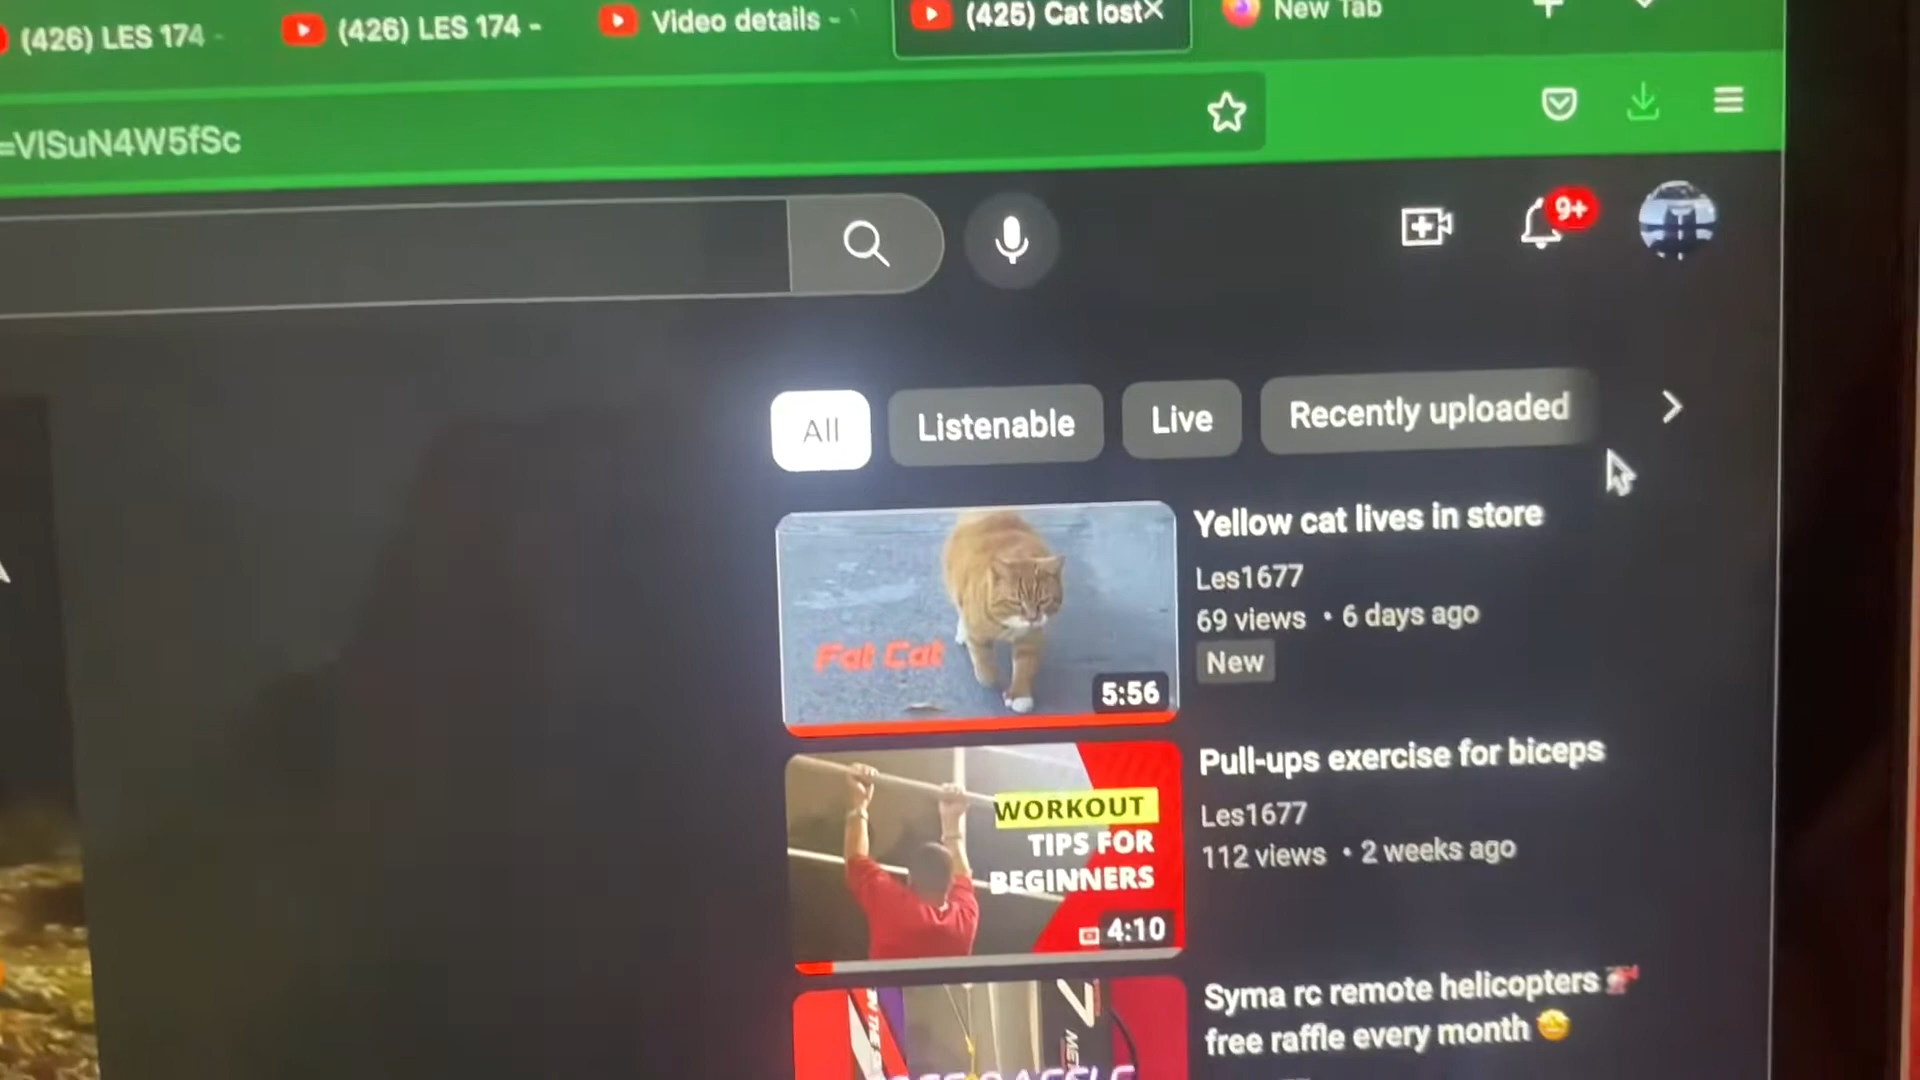 (426) LES 174 -
(426) LES 174 -
Video details -
(425) Cat lost
New Tab
=VlSuN4W5fSc
9+
All
Listenable
Live
Recently uploaded
Fat Cat
5:56
Yellow cat lives in store
Les1677
69 views • 6 days ago
New
WORKOUT
TIPS FOR
BEGINNERS
4:10
Pull-ups exercise for biceps
Les1677
112 views • 2 weeks ago
Syma rc remote helicopters 🚁
free raffle every month 🤩